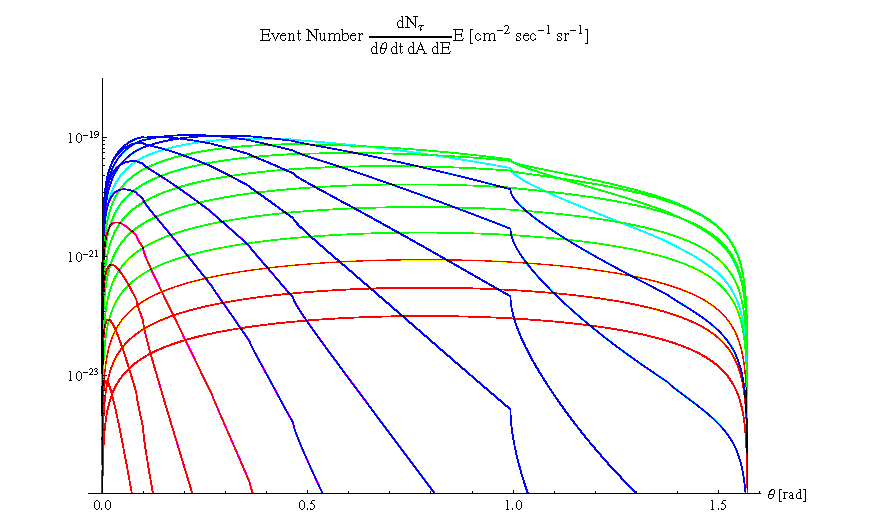 Event Number dN_τ / dθ dt dA dE E [cm⁻² sec⁻¹ sr⁻¹]
10⁻¹⁹
10⁻²¹
10⁻²³
0.0 0.5 1.0 1.5 θ [rad]